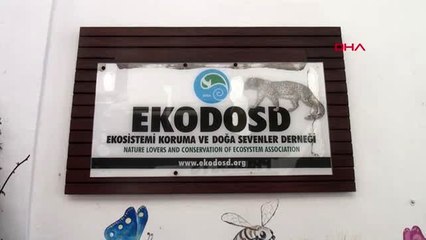 DHA
EKODOSD
EKOSİSTEMİ KORUMA VE DOĞA SEVENLER DERNEĞİ
NATURE LOVERS AND CONSERVATION OF ECOSYSTEM ASSOCIATION
www.ekodosd.org